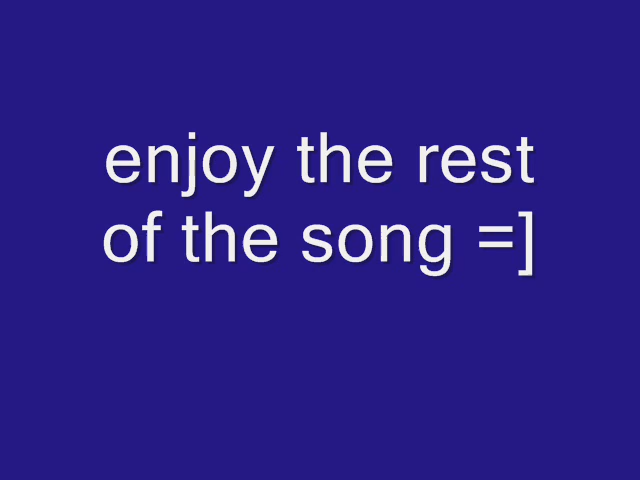 enjoy the rest
of the song =]